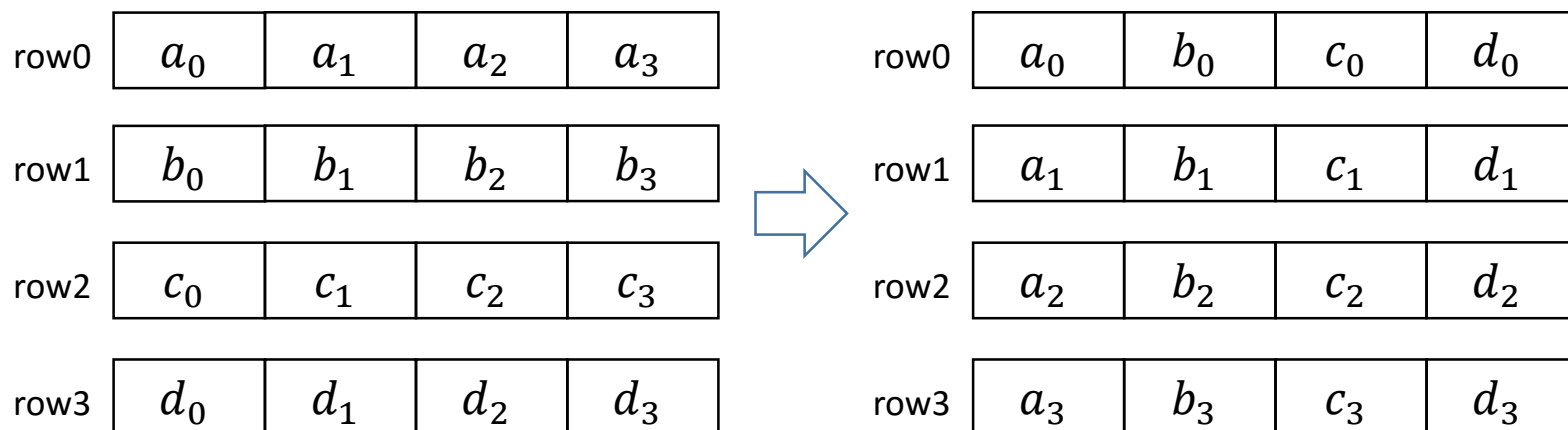 row0 a₀ a₁ a₂ a₃ row0 a₀ b₀ c₀ d₀
row1 b₀ b₁ b₂ b₃ row1 a₁ b₁ c₁ d₁
row2 c₀ c₁ c₂ c₃ row2 a₂ b₂ c₂ d₂
row3 d₀ d₁ d₂ d₃ row3 a₃ b₃ c₃ d₃